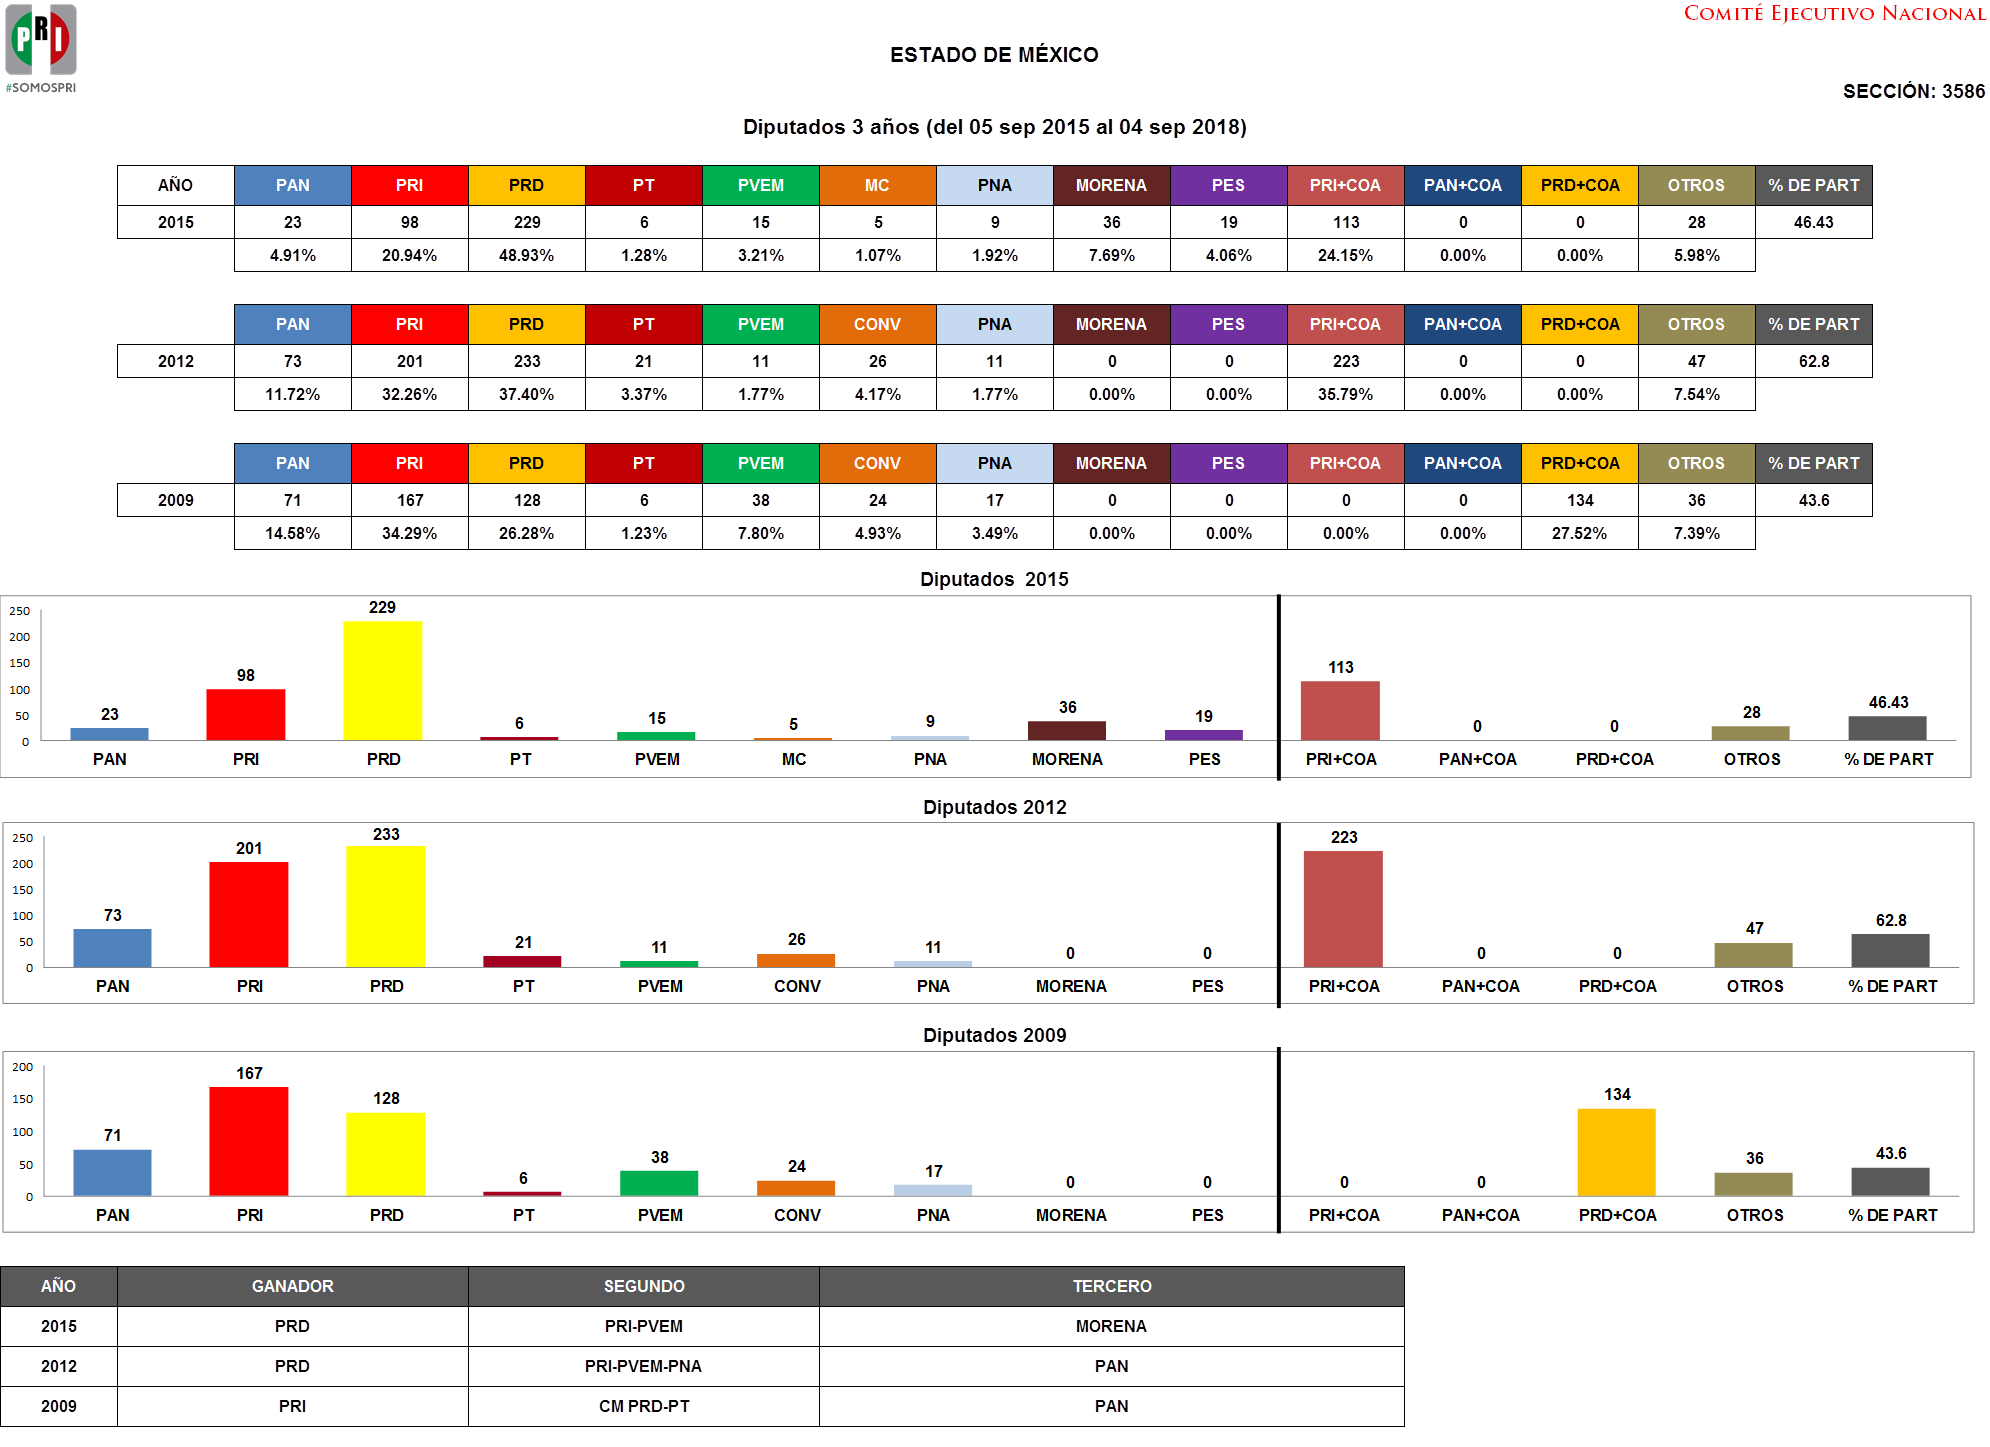 PRI
#SOMOSPRI
COMITÉ EJECUTIVO NACIONAL
ESTADO DE MÉXICO
SECCIÓN: 3586
Diputados 3 años (del 05 sep 2015 al 04 sep 2018)
AÑO PAN PRI PRD PT PVEM MC PNA MORENA PES PRI+COA PAN+COA PRD+COA OTROS % DE PART
2015 23 98 229 6 15 5 9 36 19 113 0 0 28 46.43
4.91% 20.94% 48.93% 1.28% 3.21% 1.07% 1.92% 7.69% 4.06% 24.15% 0.00% 0.00% 5.98%
PAN PRI PRD PT PVEM CONV PNA MORENA PES PRI+COA PAN+COA PRD+COA OTROS % DE PART
2012 73 201 233 21 11 26 11 0 0 223 0 0 47 62.8
11.72% 32.26% 37.40% 3.37% 1.77% 4.17% 1.77% 0.00% 0.00% 35.79% 0.00% 0.00% 7.54%
PAN PRI PRD PT PVEM CONV PNA MORENA PES PRI+COA PAN+COA PRD+COA OTROS % DE PART
2009 71 167 128 6 38 24 17 0 0 0 0 134 36 43.6
14.58% 34.29% 26.28% 1.23% 7.80% 4.93% 3.49% 0.00% 0.00% 0.00% 0.00% 27.52% 7.39%
Diputados 2015
250
200
150
100
50
0
23 98 229 6 15 5 9 36 19 113 0 0 28 46.43
PAN PRI PRD PT PVEM MC PNA MORENA PES PRI+COA PAN+COA PRD+COA OTROS % DE PART
Diputados 2012
250
200
150
100
50
0
73 201 233 21 11 26 11 0 0 223 0 0 47 62.8
PAN PRI PRD PT PVEM CONV PNA MORENA PES PRI+COA PAN+COA PRD+COA OTROS % DE PART
Diputados 2009
200
150
100
50
0
71 167 128 6 38 24 17 0 0 0 0 134 36 43.6
PAN PRI PRD PT PVEM CONV PNA MORENA PES PRI+COA PAN+COA PRD+COA OTROS % DE PART
AÑO GANADOR SEGUNDO TERCERO
2015 PRD PRI-PVEM MORENA
2012 PRD PRI-PVEM-PNA PAN
2009 PRI CM PRD-PT PAN